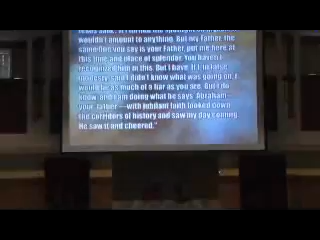 Jesus said, "If I turned the spotlight on myself, it
wouldn't amount to anything. But my Father, the
same One you say is your Father, put me here at
this time and place of splendor. You haven't
recognized him in this. But I have. If I, in false
modesty, said I didn't know what was going on, I
would be as much of a liar as you are. But I do
know, and I am doing what he says. Abraham—
your 'father'—with jubilant faith looked down
the corridors of history and saw my day coming.
He saw it and cheered."